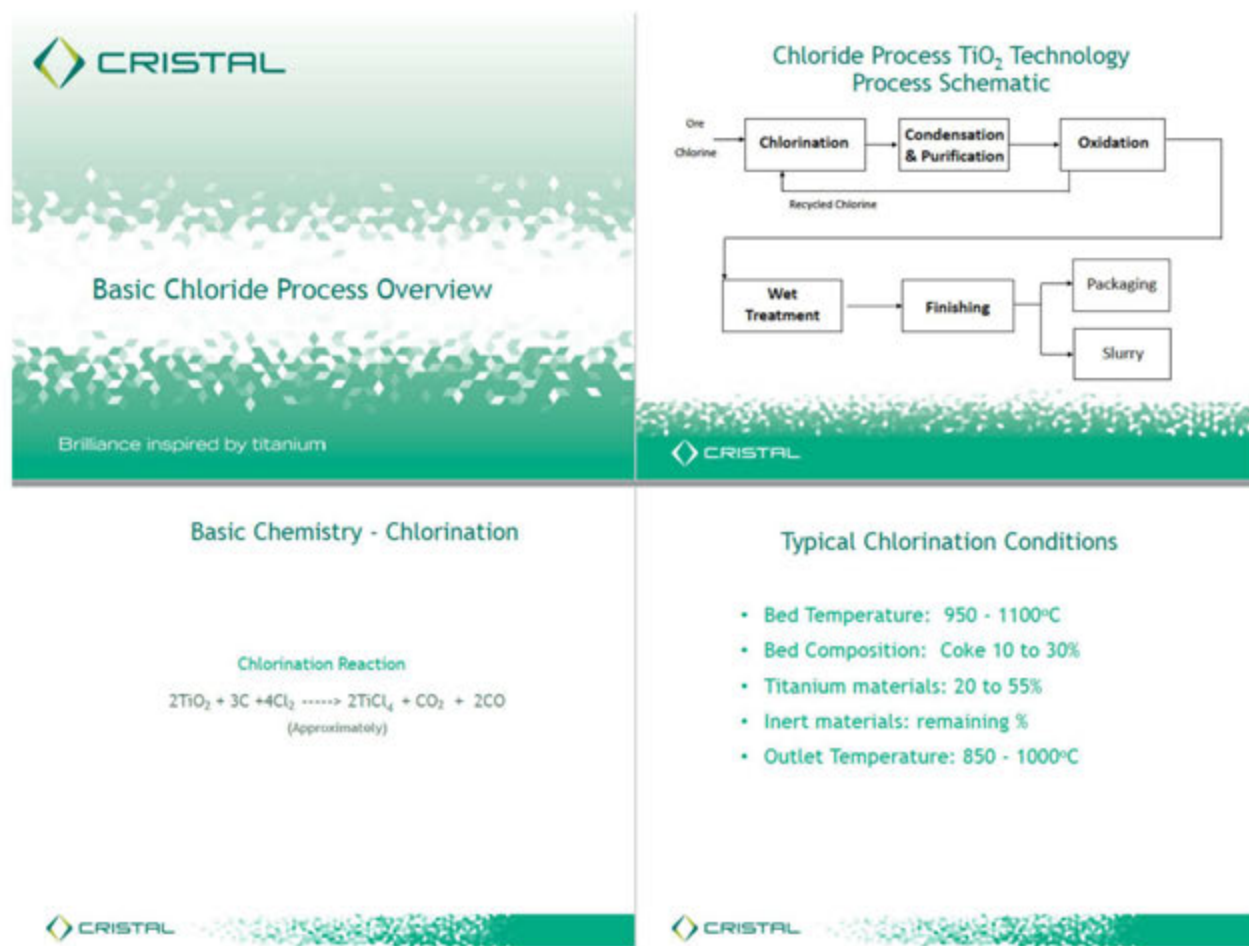 CRISTAL
Basic Chloride Process Overview
Brilliance inspired by titanium
Chloride Process TiO₂ Technology
Process Schematic
Ore
Chlorine
Chlorination
Condensation
& Purification
Oxidation
Recycled Chlorine
Wet
Treatment
Finishing
Packaging
Slurry
CRISTAL
Basic Chemistry - Chlorination
Chlorination Reaction
2TiO₂ + 3C +4Cl₂ -----> 2TiCl₄ + CO₂ + 2CO
(Approximately)
CRISTAL
Typical Chlorination Conditions
• Bed Temperature: 950 - 1100ºC
• Bed Composition: Coke 10 to 30%
• Titanium materials: 20 to 55%
• Inert materials: remaining %
• Outlet Temperature: 850 - 1000ºC
CRISTAL